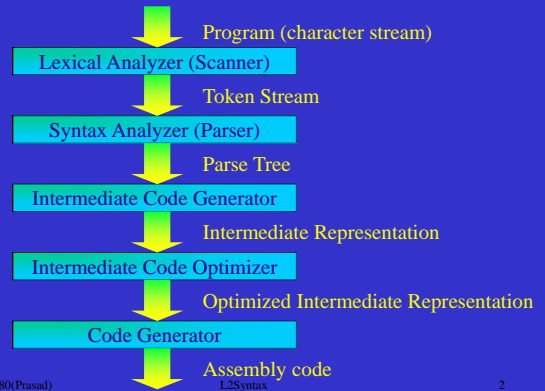 Program (character stream)
Lexical Analyzer (Scanner)
Token Stream
Syntax Analyzer (Parser)
Parse Tree
Intermediate Code Generator
Intermediate Representation
Intermediate Code Optimizer
Optimized Intermediate Representation
Code Generator
Assembly code
80(Prasad) L2Syntax 2